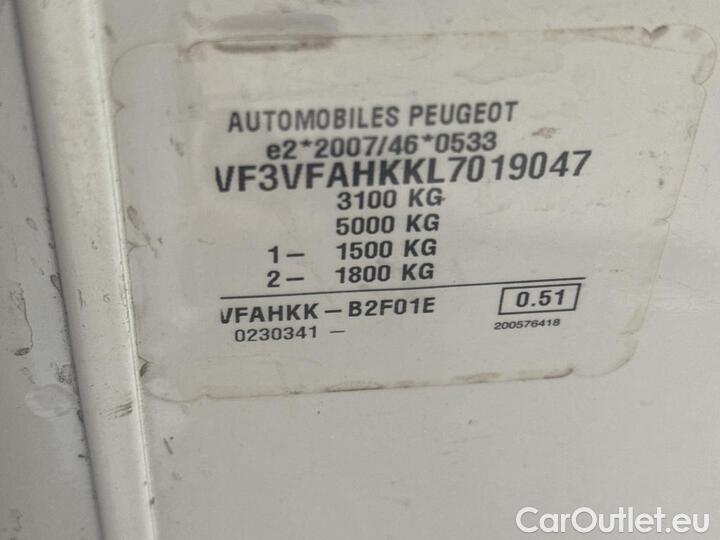 AUTOMOBILES PEUGEOT
e2*2007/46*0533
VF3VFAHKKL7019047
3100 KG
5000 KG
1- 1500 KG
2- 1800 KG
VFAHKK-B2F01E 0.51
0230341 - 200576418
CarOutlet.eu